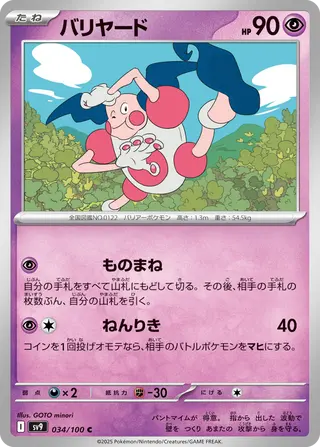 たね
バリヤード
HP 90
全国図鑑NO.0122 バリアーポケモン 高さ：1.3m 重さ：54.5kg
ものまね
自分の手札をすべて山札にもどして切る。その後、相手の手札の
枚数ぶん、自分の山札を引く。
ねんりき 40
コインを1回投げオモテなら、相手のバトルポケモンをマヒにする。
弱点 ×2 抵抗力 -30 にげる
Illus. GOTO minori
I SV9 034/100 C
パントマイムが 得意。 指から 出した 波動で
壁を つくり あまたの 攻撃から 身を 守る。
©2025 Pokémon/Nintendo/Creatures/GAME FREAK.